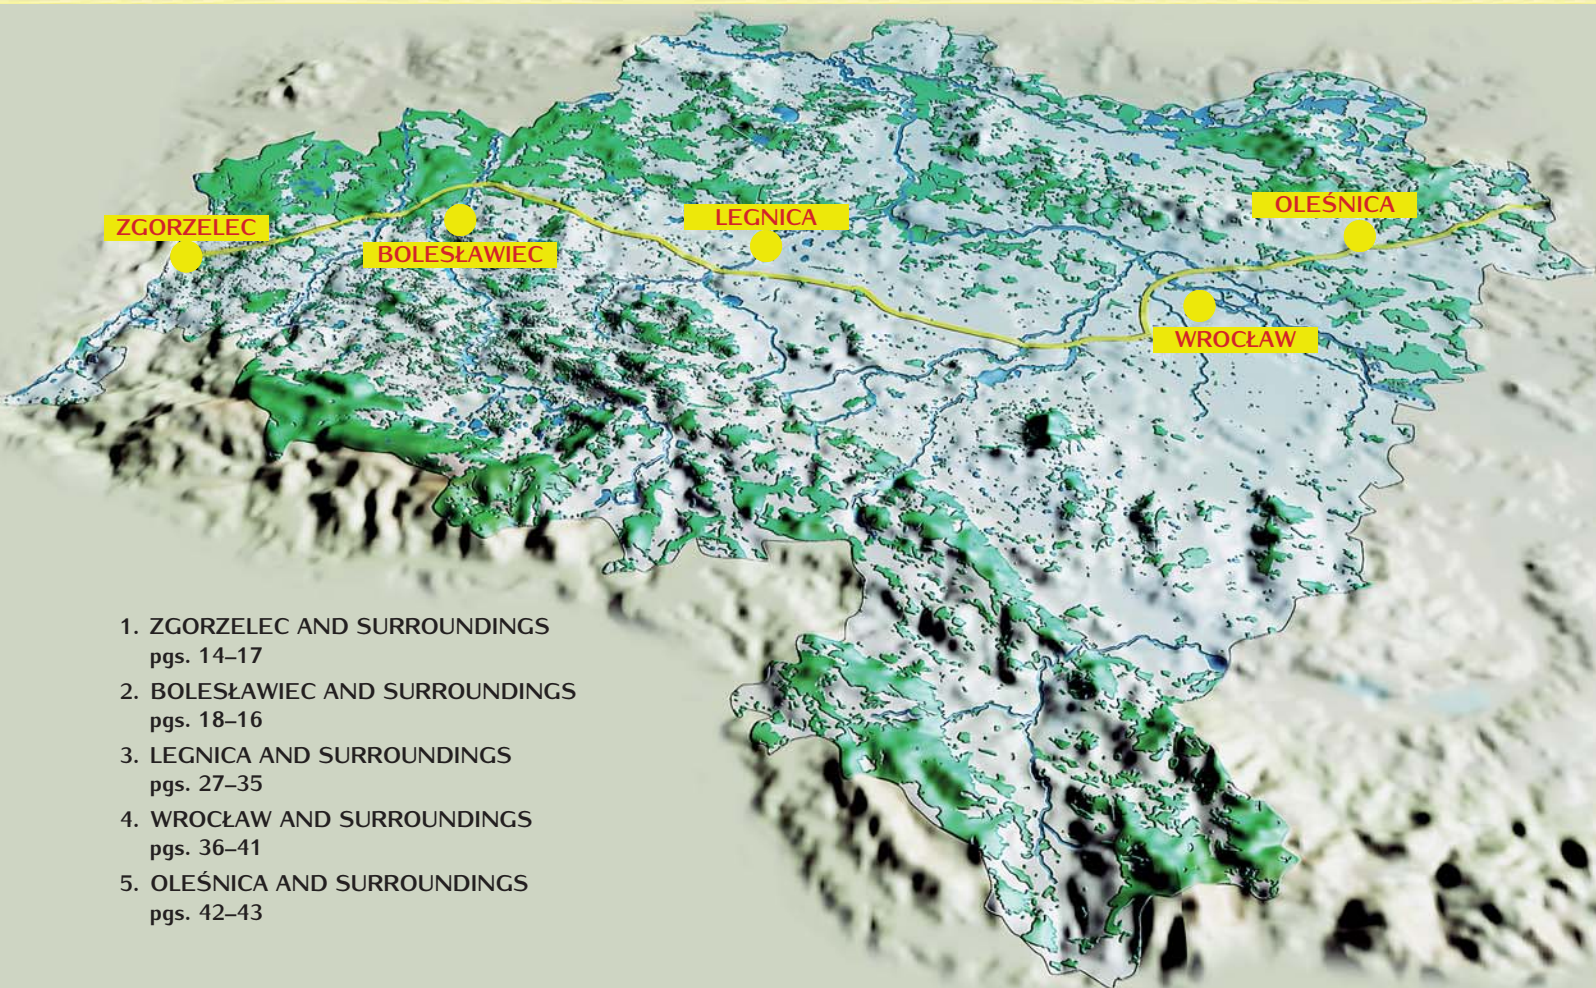 ZGORZELEC
BOLESŁAWIEC
LEGNICA
OLEŚNICA
WROCŁAW
1. ZGORZELEC AND SURROUNDINGS
pgs. 14–17
2. BOLESŁAWIEC AND SURROUNDINGS
pgs. 18–16
3. LEGNICA AND SURROUNDINGS
pgs. 27–35
4. WROCŁAW AND SURROUNDINGS
pgs. 36–41
5. OLEŚNICA AND SURROUNDINGS
pgs. 42–43